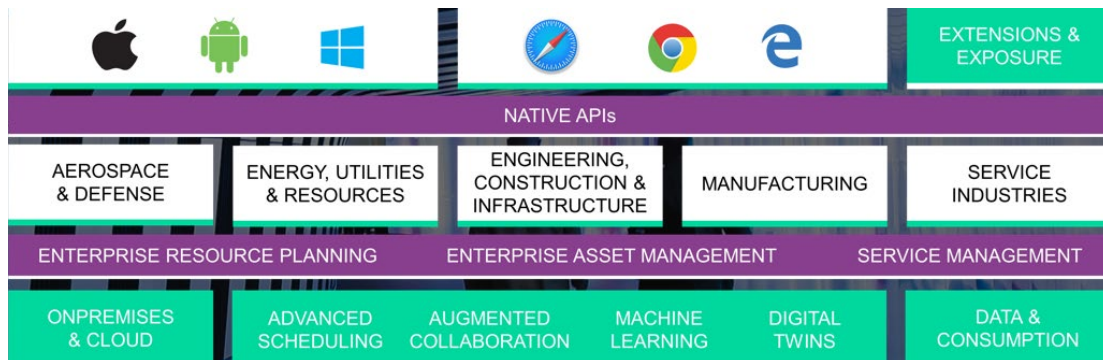 EXTENSIONS &
EXPOSURE
NATIVE APIs
AEROSPACE
& DEFENSE
ENERGY, UTILITIES
& RESOURCES
ENGINEERING,
CONSTRUCTION &
INFRASTRUCTURE
MANUFACTURING
SERVICE
INDUSTRIES
ENTERPRISE RESOURCE PLANNING
ENTERPRISE ASSET MANAGEMENT
SERVICE MANAGEMENT
ONPREMISES
& CLOUD
ADVANCED
SCHEDULING
AUGMENTED
COLLABORATION
MACHINE
LEARNING
DIGITAL
TWINS
DATA &
CONSUMPTION